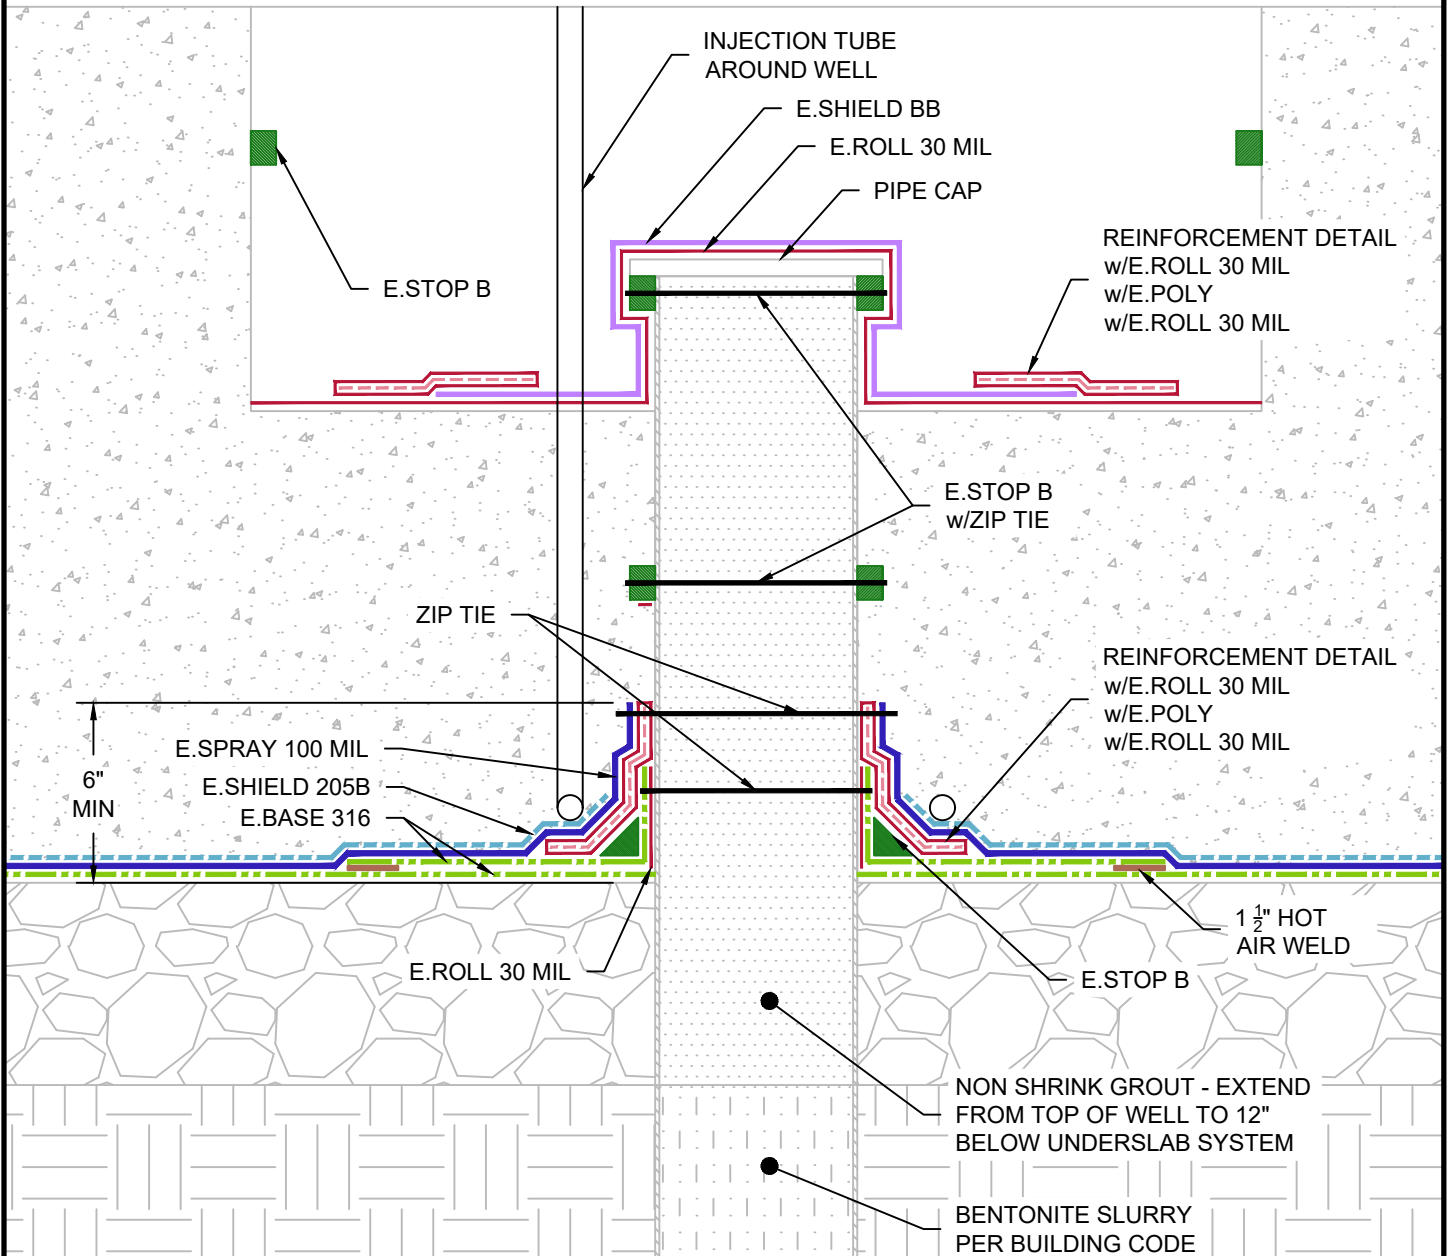 INJECTION TUBE
AROUND WELL
E.SHIELD BB
E.ROLL 30 MIL
PIPE CAP
REINFORCEMENT DETAIL
w/E.ROLL 30 MIL
w/E.POLY
w/E.ROLL 30 MIL
E.STOP B
E.STOP B
w/ZIP TIE
ZIP TIE
REINFORCEMENT DETAIL
w/E.ROLL 30 MIL
w/E.POLY
w/E.ROLL 30 MIL
E.SPRAY 100 MIL
E.SHIELD 205B
E.BASE 316
6"
MIN
1 1/2" HOT
AIR WELD
E.ROLL 30 MIL
E.STOP B
NON SHRINK GROUT - EXTEND
FROM TOP OF WELL TO 12"
BELOW UNDERSLAB SYSTEM
BENTONITE SLURRY
PER BUILDING CODE